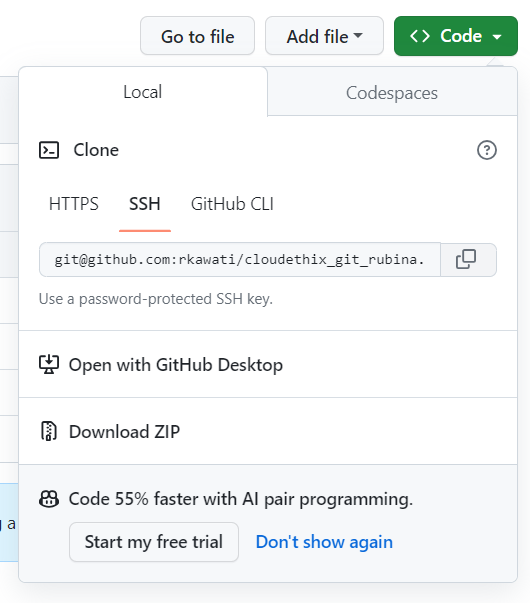 Go to file Add file <> Code
Local Codespaces
Clone
HTTPS SSH GitHub CLI
git@github.com:rkawati/cloudethix_git_rubina.
Use a password-protected SSH key.
Open with GitHub Desktop
Download ZIP
Code 55% faster with AI pair programming.
a
Start my free trial Don't show again